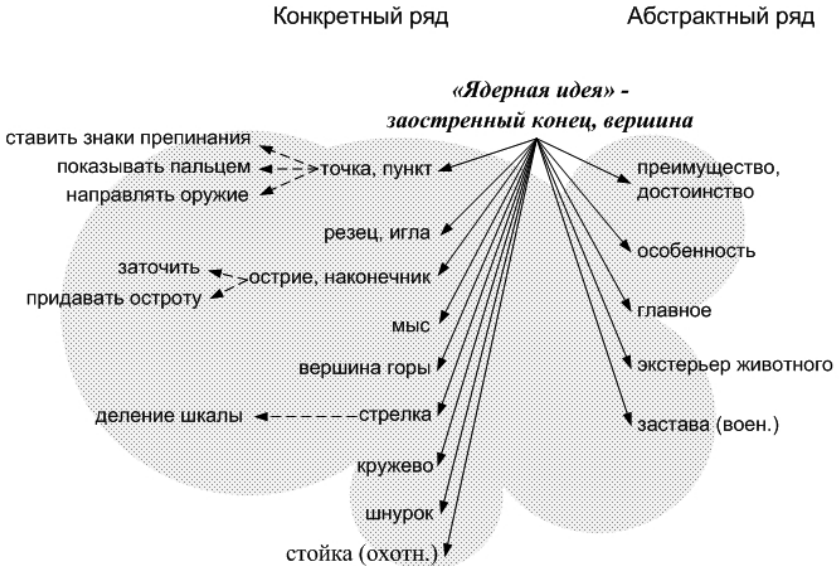 Конкретный ряд
Абстрактный ряд
«Ядерная идея» -
заостренный конец, вершина
ставить знаки препинания
показывать пальцем
направлять оружие
точка, пункт
резец, игла
заточить
придавать остроту
острие, наконечник
мыс
вершина горы
деление шкалы
стрелка
кружево
шнурок
стойка (охотн.)
преимущество,
достоинство
особенность
главное
экстерьер животного
застава (воен.)